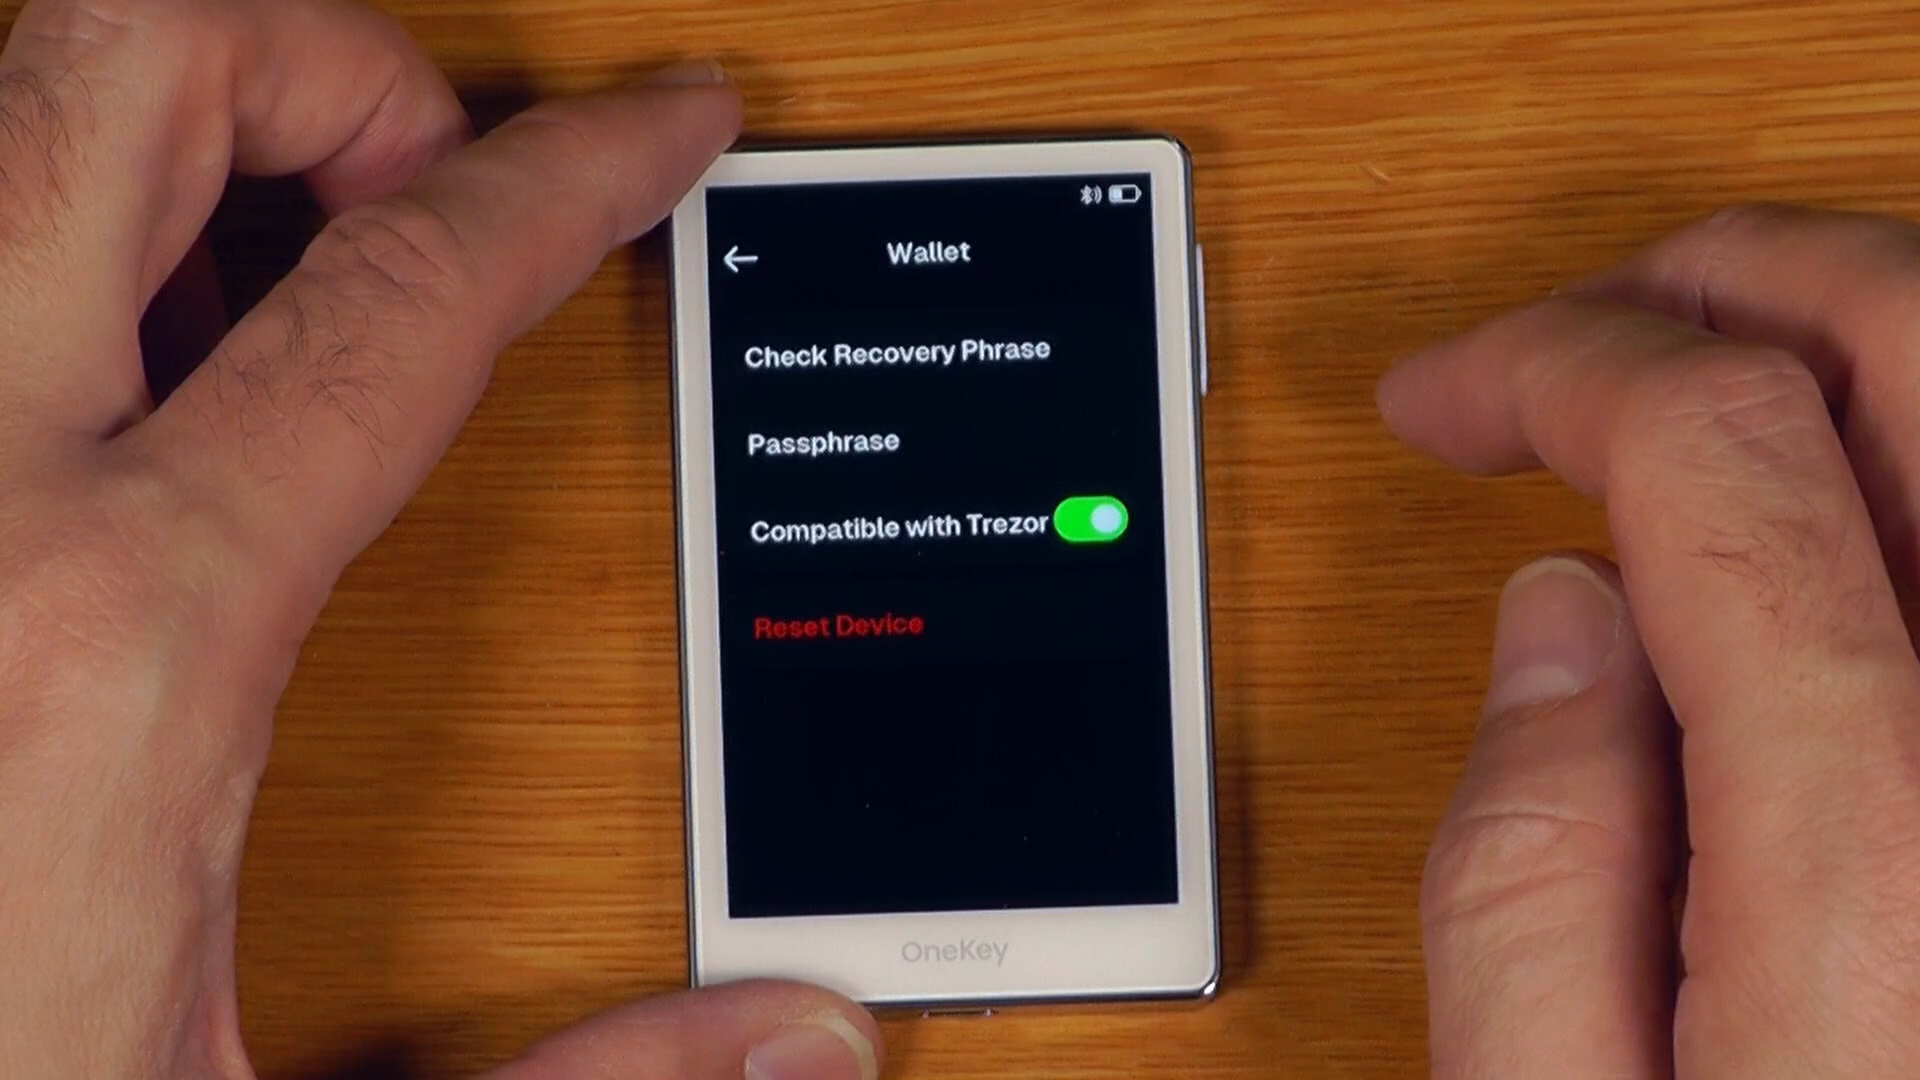 Wallet
Check Recovery Phrase
Passphrase
Compatible with Trezor
Reset Device
OneKey